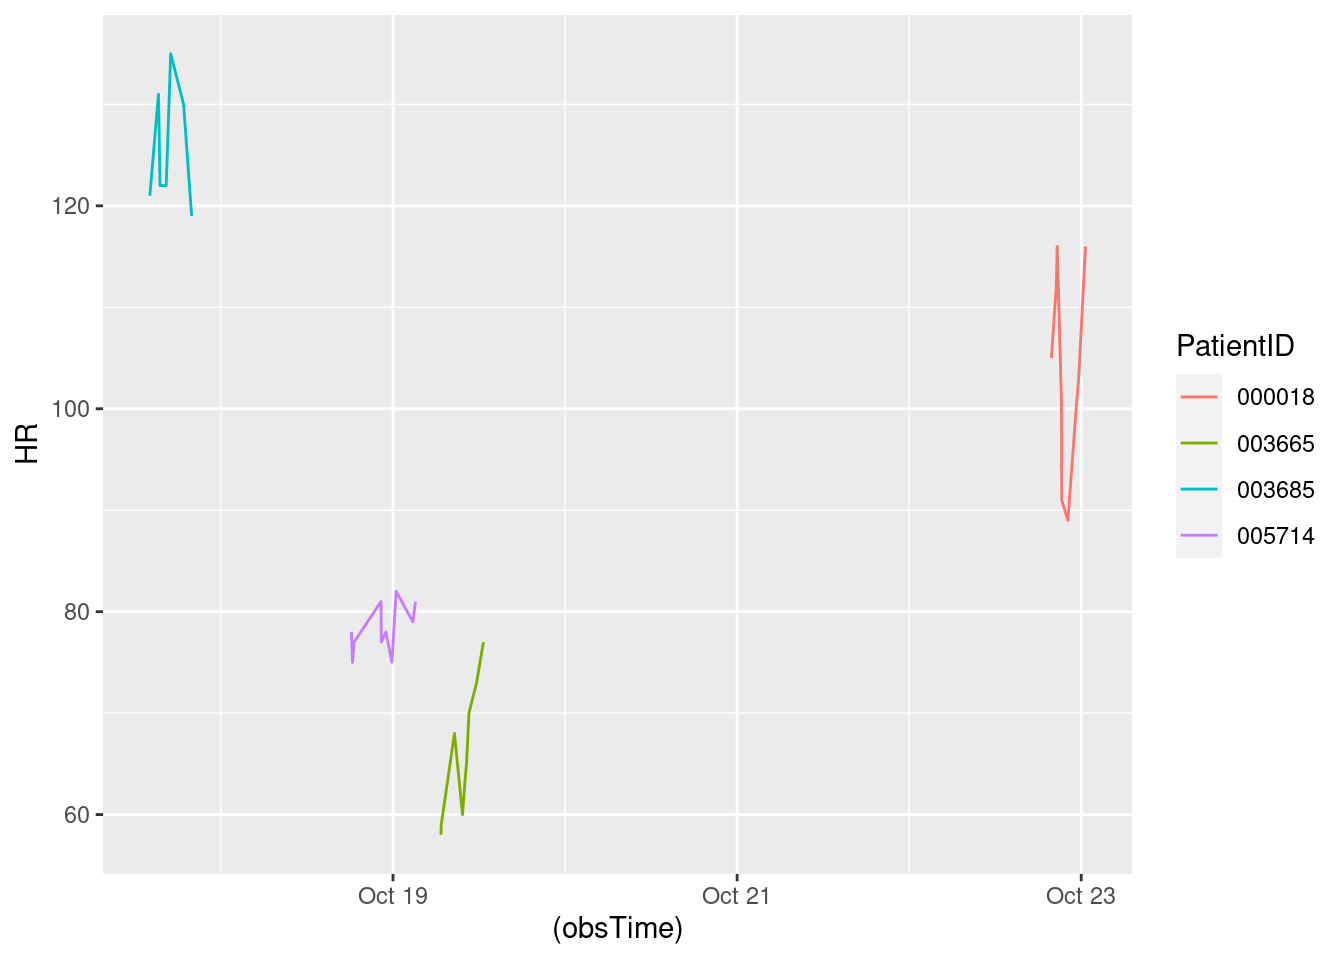 HR
120
100
80
60
Oct 19
Oct 21
Oct 23
(obsTime)
PatientID
000018
003665
003685
005714